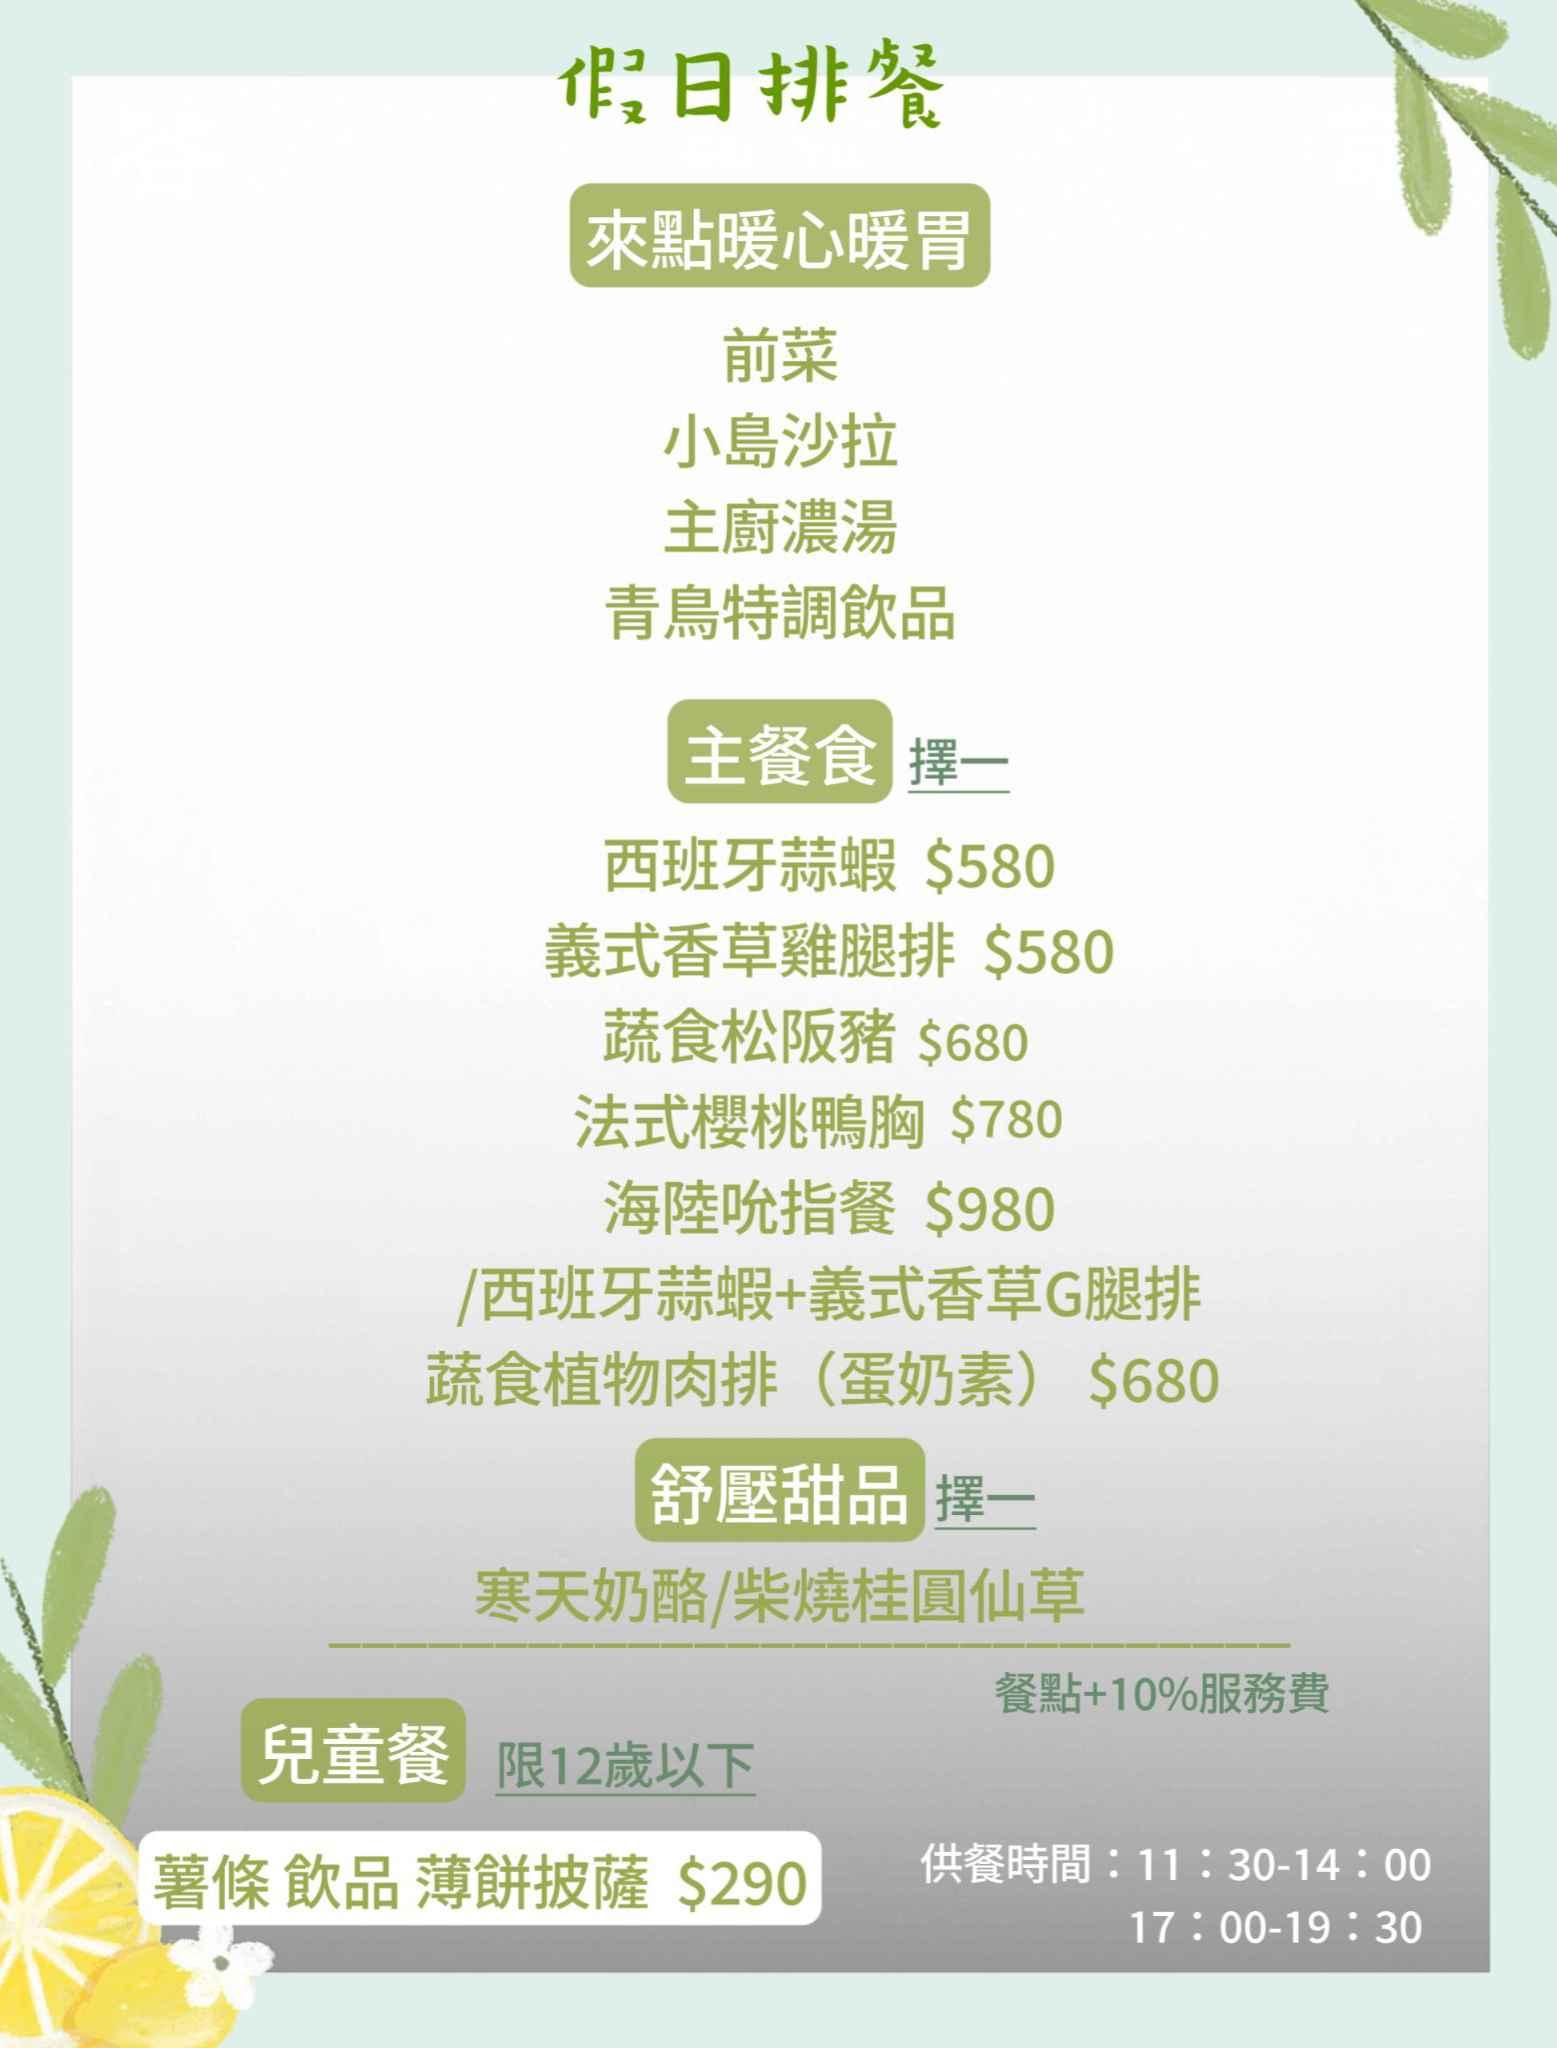 假日排餐
來點暖心暖胃
前菜
小島沙拉
主廚濃湯
青鳥特調飲品
主餐食 擇一
西班牙蒜蝦 $580
義式香草雞腿排 $580
蔬食松阪豬 $680
法式櫻桃鴨胸 $780
海陸吮指餐 $980
/西班牙蒜蝦+義式香草G腿排
蔬食植物肉排（蛋奶素） $680
舒壓甜品 擇一
寒天奶酪/柴燒桂圓仙草
餐點+10%服務費
兒童餐 限12歲以下
薯條 飲品 薄餅披薩 $290
供餐時間：11：30-14：00
17：00-19：30